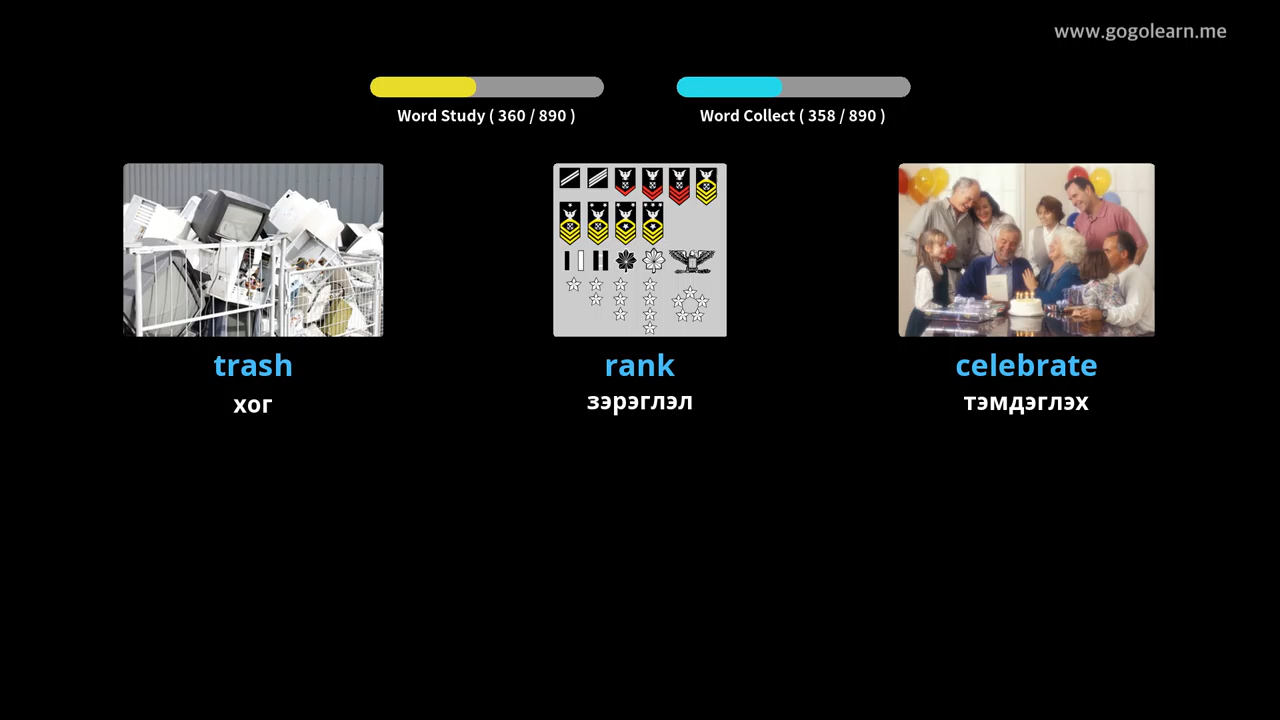 www.gogolearn.me
Word Study ( 360 / 890 )
Word Collect ( 358 / 890 )
trash
хог
rank
зэрэглэл
celebrate
тэмдэглэх